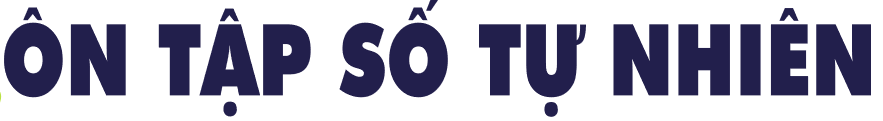 ÔN TẬP SỐ TỰ NHIÊN